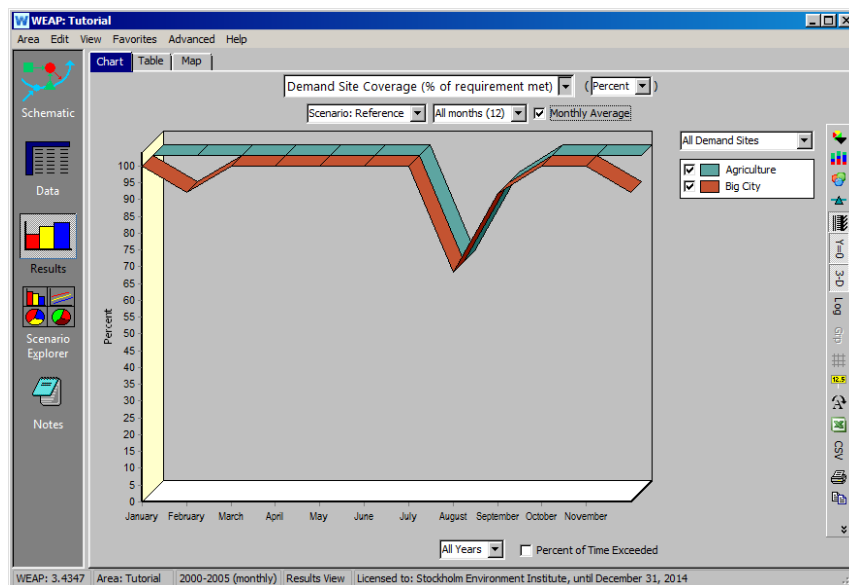 WEAP: Tutorial
Area Edit View Favorites Advanced Help
Schematic
Data
Results
Scenario
Explorer
Notes
Chart Table Map
Demand Site Coverage (% of requirement met) (Percent)
Scenario: Reference All months (12) Monthly Average
All Demand Sites
Agriculture
Big City
Percent
100
95
90
85
80
75
70
65
60
55
50
45
40
35
30
25
20
15
10
5
0
January February March April May June July August September October November
All Years Percent of Time Exceeded
Y=0
3-D
Log
Grp
12.5
A
CSV
WEAP: 3.4347 Area: Tutorial 2000-2005 (monthly) Results View Licensed to: Stockholm Environment Institute, until December 31, 2014